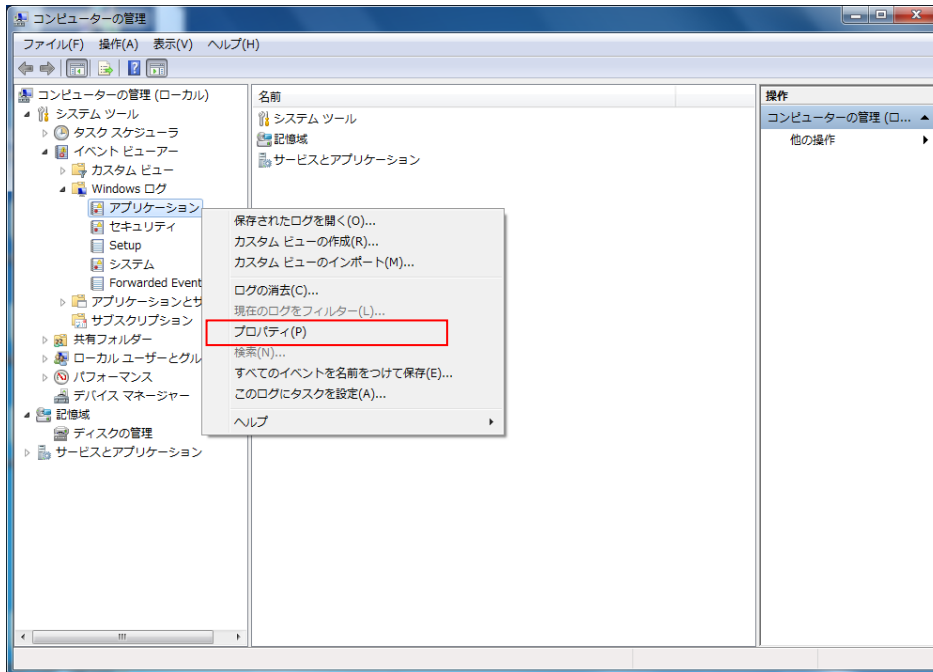 コンピューターの管理
ファイル(F) 操作(A) 表示(V) ヘルプ(H)
コンピューターの管理 (ローカル)
システム ツール
タスク スケジューラ
イベント ビューアー
カスタム ビュー
Windows ログ
アプリケーション
セキュリティ
Setup
システム
Forwarded Event
アプリケーションとサ
サブスクリプション
共有フォルダー
ローカル ユーザーとグル
パフォーマンス
デバイス マネージャー
記憶域
ディスクの管理
サービスとアプリケーション
名前
システム ツール
記憶域
サービスとアプリケーション
保存されたログを開く(O)...
カスタム ビューの作成(R)...
カスタム ビューのインポート(M)...
ログの消去(C)...
現在のログをフィルター(L)...
プロパティ(P)
検索(N)...
すべてのイベントを名前をつけて保存(E)...
このログにタスクを設定(A)...
ヘルプ
操作
コンピューターの管理 (ロ...
他の操作